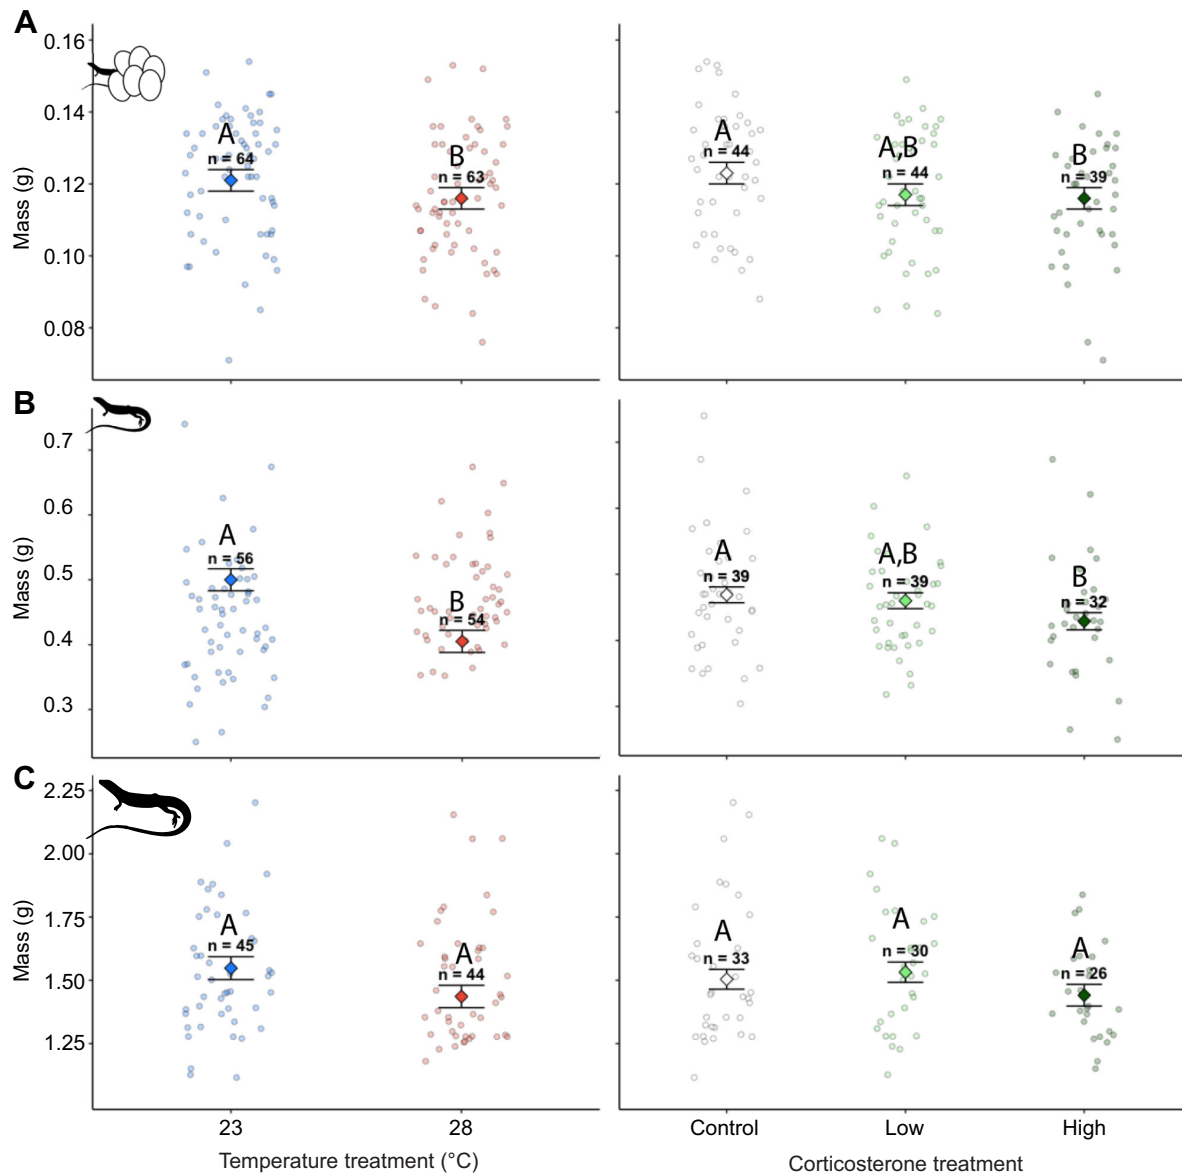 A
Mass (g)
0.16
0.14
0.12
0.10
0.08
A
n = 64
B
n = 63
A
n = 44
A,B
n = 44
B
n = 39
B
Mass (g)
0.7
0.6
0.5
0.4
0.3
A
n = 56
B
n = 54
A
n = 39
A,B
n = 39
B
n = 32
C
Mass (g)
2.25
2.00
1.75
1.50
1.25
A
n = 45
A
n = 44
A
n = 33
A
n = 30
A
n = 26
23
28
Control
Low
High
Temperature treatment (°C)
Corticosterone treatment